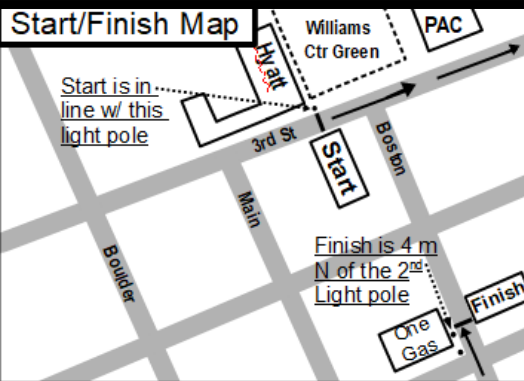 Start/Finish Map
Williams
Ctr Green
PAC
Hyatt
Start is in
line w/ this
light pole
3rd St
Start
Boston
Main
Boulder
Finish is 4 m
N of the 2nd
Light pole
Finish
One
Gas